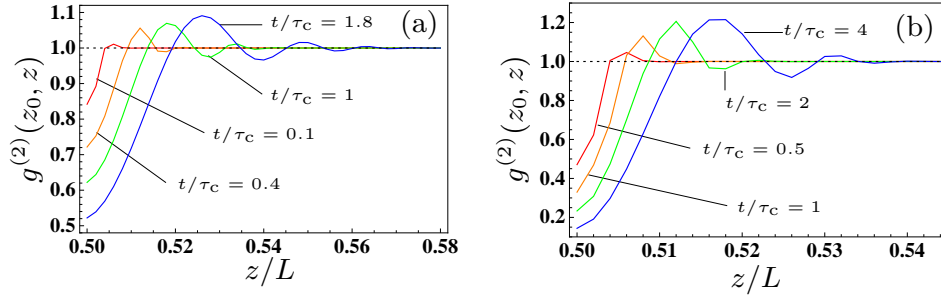 (a)
g^{(2)}(z_0, z)
1.1
1.0
0.9
0.8
0.7
0.6
0.5
t/τ_c = 1.8
t/τ_c = 1
t/τ_c = 0.1
t/τ_c = 0.4
0.50 0.52 0.54 0.56 0.58
z/L
(b)
g^{(2)}(z_0, z)
1.2
1.0
0.8
0.6
0.4
0.2
t/τ_c = 4
t/τ_c = 2
t/τ_c = 0.5
t/τ_c = 1
0.50 0.51 0.52 0.53 0.54
z/L